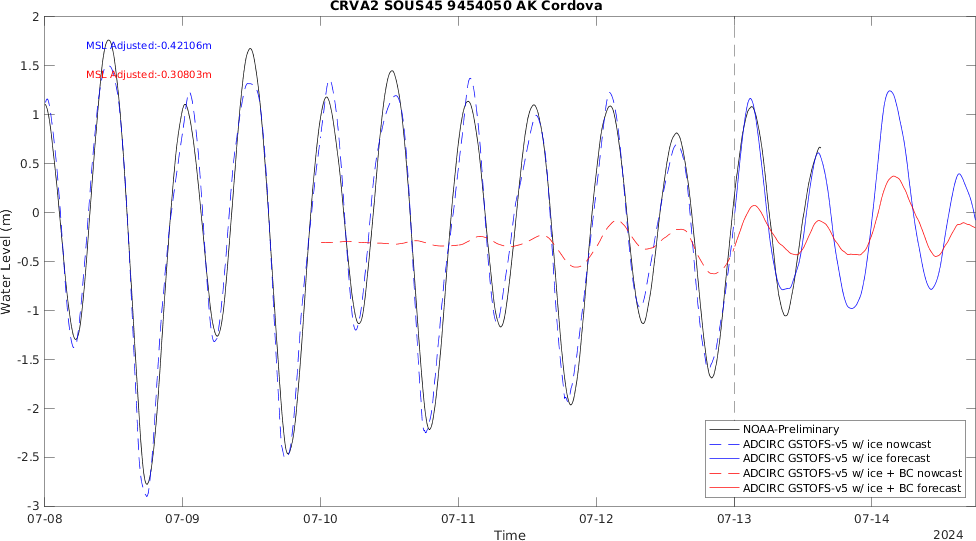 CRVA2 SOUS45 9454050 AK Cordova
MSL Adjusted:-0.42106m
MSL Adjusted:-0.30803m
Water Level (m)
2
1.5
1
0.5
0
-0.5
-1
-1.5
-2
-2.5
-3
NOAA-Preliminary
ADCIRC GSTOFS-v5 w/ ice nowcast
ADCIRC GSTOFS-v5 w/ ice forecast
ADCIRC GSTOFS-v5 w/ ice + BC nowcast
ADCIRC GSTOFS-v5 w/ ice + BC forecast
07-08 07-09 07-10 07-11 07-12 07-13 07-14
Time
2024